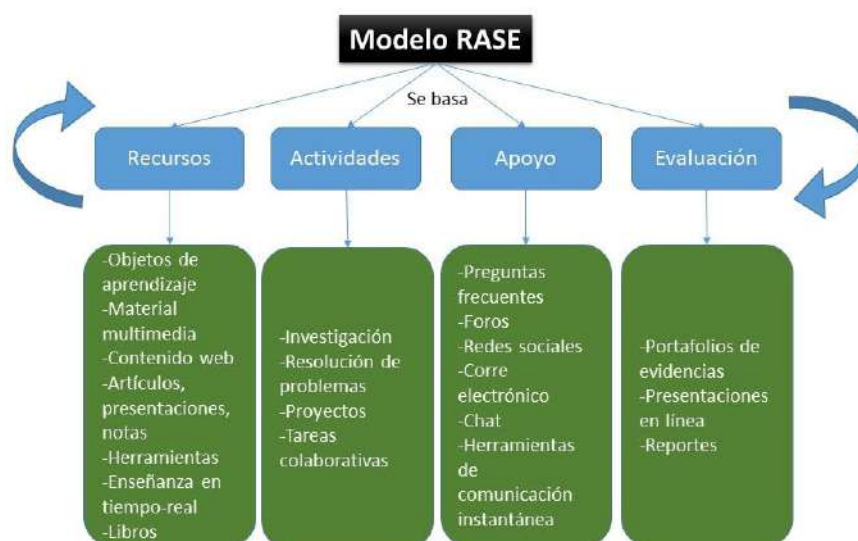 Modelo RASE
Se basa
Recursos
Actividades
Apoyo
Evaluación
-Objetos de
aprendizaje
-Material
multimedia
-Contenido web
-Artículos,
presentaciones,
notas
-Herramientas
-Enseñanza en
tiempo-real
-Libros
-Investigación
-Resolución de
problemas
-Proyectos
-Tareas
colaborativas
-Preguntas
frecuentes
-Foros
-Redes sociales
-Corre
electrónico
-Chat
-Herramientas
de
comunicación
instantánea
-Portafolios de
evidencias
-Presentaciones
en línea
-Reportes